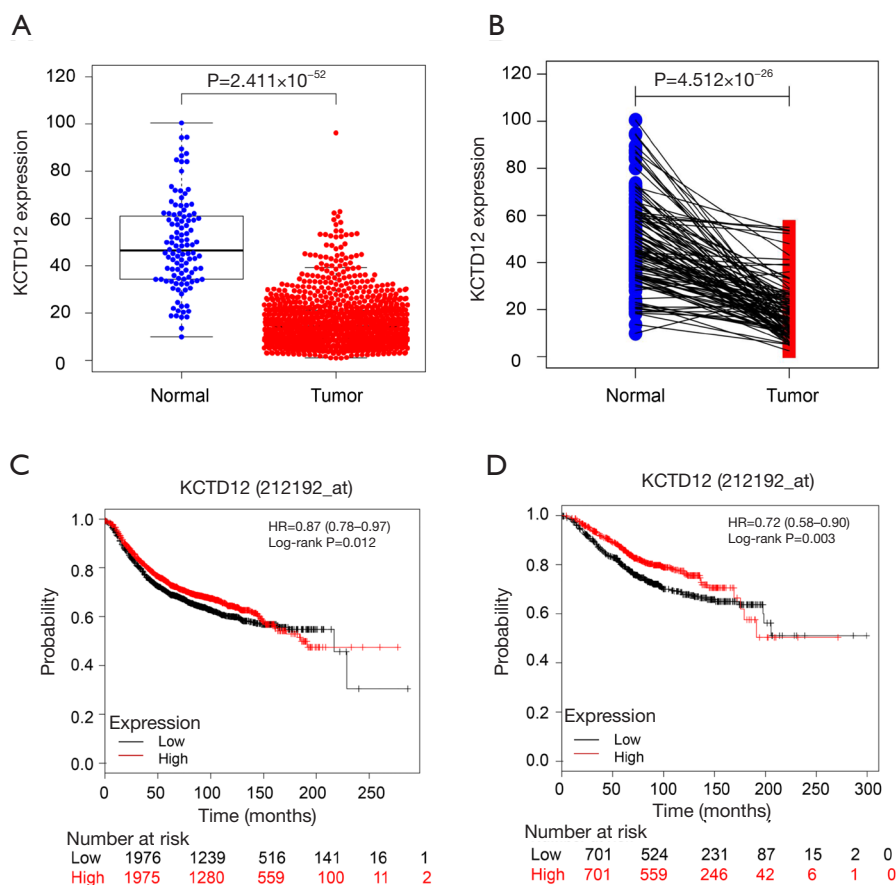 A
P=2.411×10⁻⁵²
KCTD12 expression
120
100
80
60
40
20
0
Normal Tumor
B
P=4.512×10⁻²⁶
KCTD12 expression
120
100
80
60
40
20
0
Normal Tumor
C
KCTD12 (212192_at)
HR=0.87 (0.78–0.97)
Log-rank P=0.012
Probability
1.0
0.8
0.6
0.4
0.2
0.0
Expression
Low
High
0 50 100 150 200 250
Time (months)
Number at risk
Low 1976 1239 516 141 16 1
High 1975 1280 559 100 11 2
D
KCTD12 (212192_at)
HR=0.72 (0.58–0.90)
Log-rank P=0.003
Probability
1.0
0.8
0.6
0.4
0.2
0.0
Expression
Low
High
0 50 100 150 200 250 300
Time (months)
Low 701 524 231 87 15 2 0
High 701 559 246 42 6 1 0